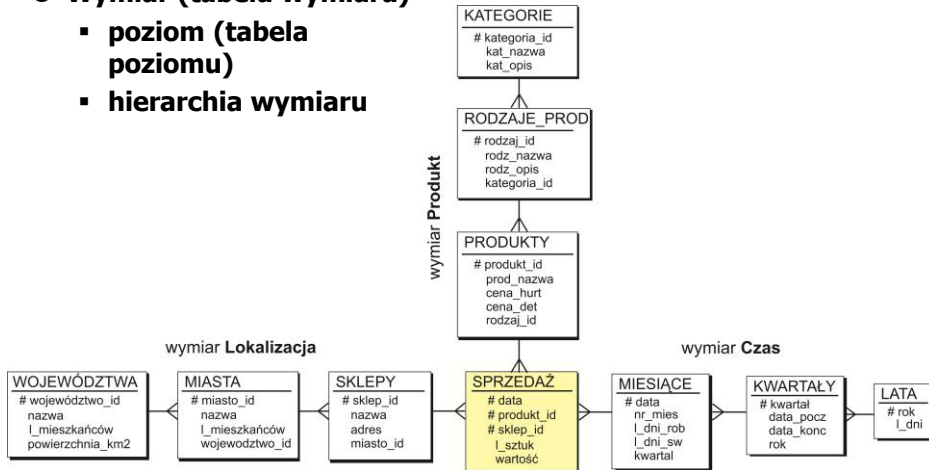 Wymiar (tabela wymiaru)
▪ poziom (tabela
poziomu)
▪ hierarchia wymiaru
KATEGORIE
# kategoria_id
kat_nazwa
kat_opis
RODZAJE_PROD
# rodzaj_id
rodz_nazwa
rodz_opis
kategoria_id
wymiar Produkt
PRODUKTY
# produkt_id
prod_nazwa
cena_hurt
cena_det
rodzaj_id
wymiar Lokalizacja
wymiar Czas
WOJEWÓDZTWA
# województwo_id
nazwa
l_mieszkańców
powierzchnia_km2
MIASTA
# miasto_id
nazwa
l_mieszkańców
wojewodztwo_id
SKLEPY
# sklep_id
nazwa
adres
miasto_id
SPRZEDAŻ
# data
# produkt_id
# sklep_id
l_sztuk
wartość
MIESIĄCE
# data
nr_mies
l_dni_rob
l_dni_sw
kwartal
KWARTAŁY
# kwartał
data_pocz
data_konc
rok
LATA
# rok
l_dni